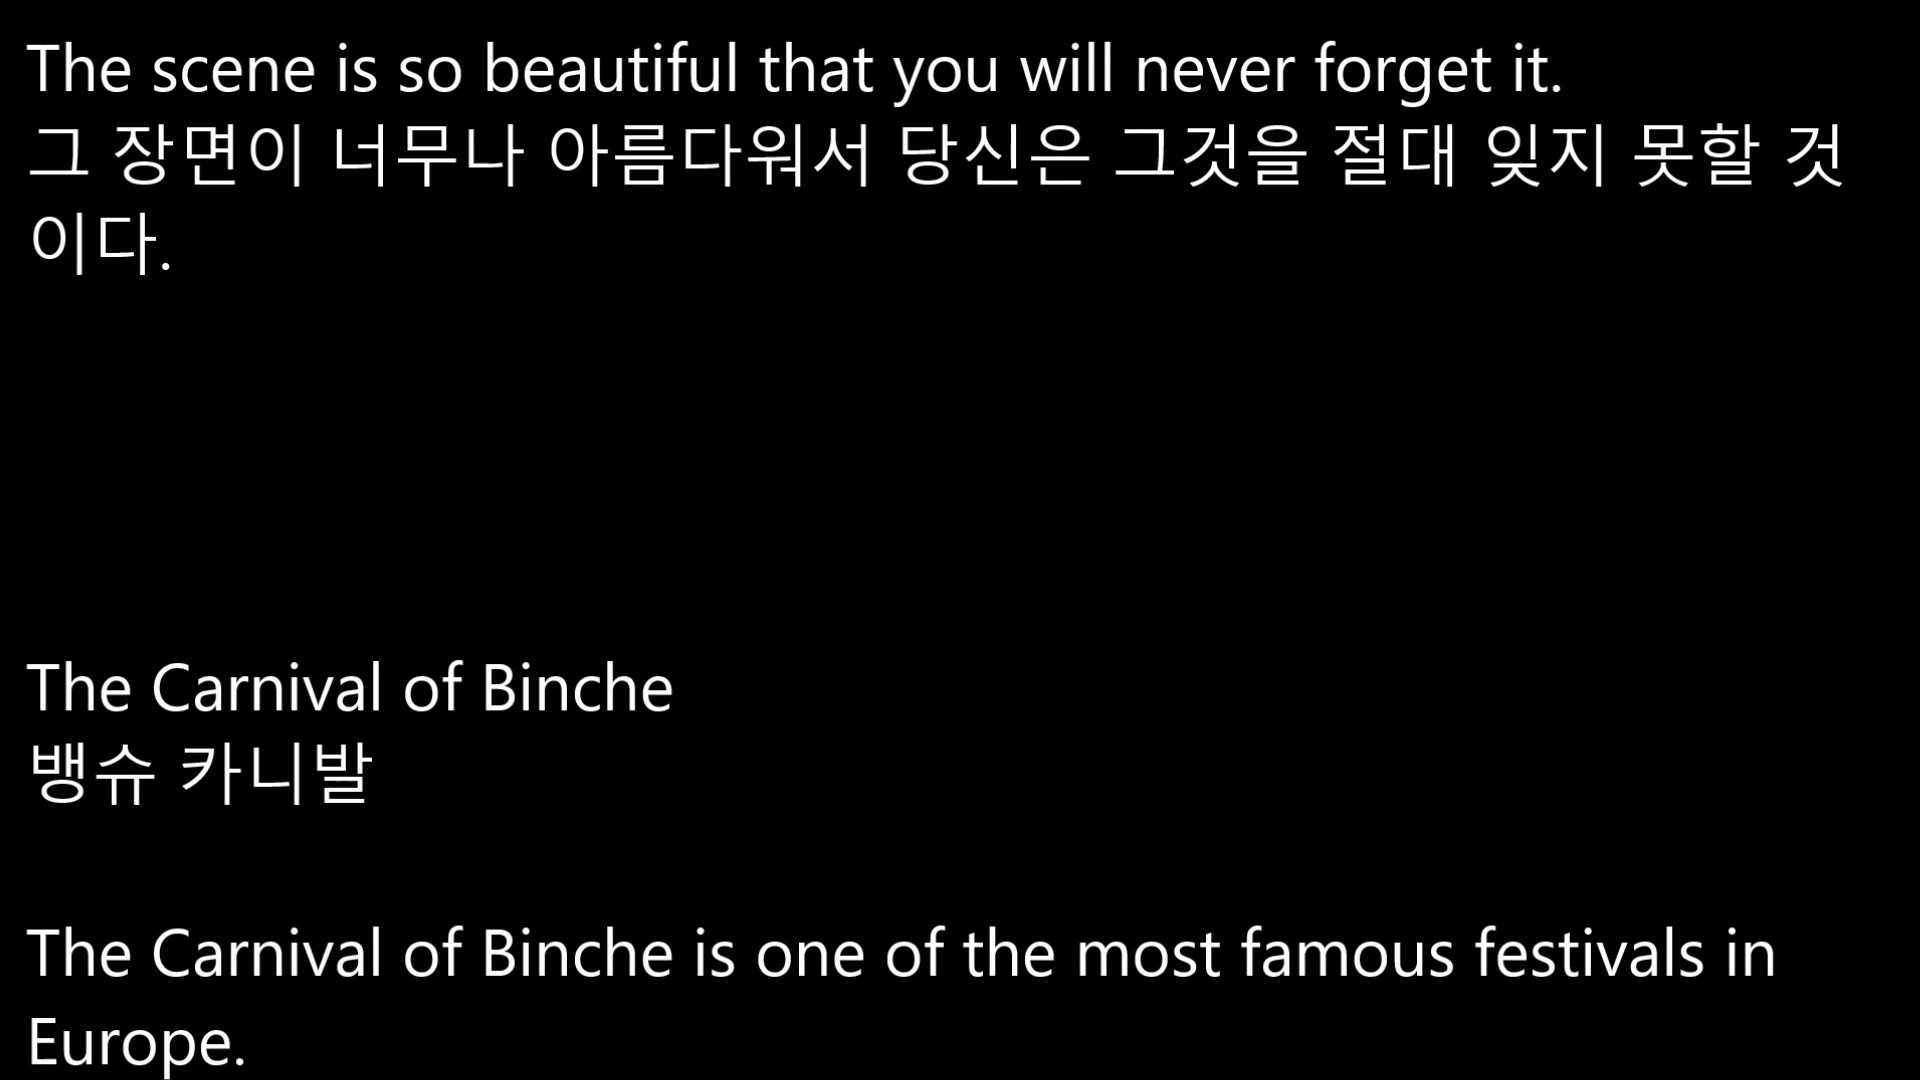 The scene is so beautiful that you will never forget it.
그 장면이 너무나 아름다워서 당신은 그것을 절대 잊지 못할 것
이다.
The Carnival of Binche
뱅슈 카니발
The Carnival of Binche is one of the most famous festivals in
Europe.